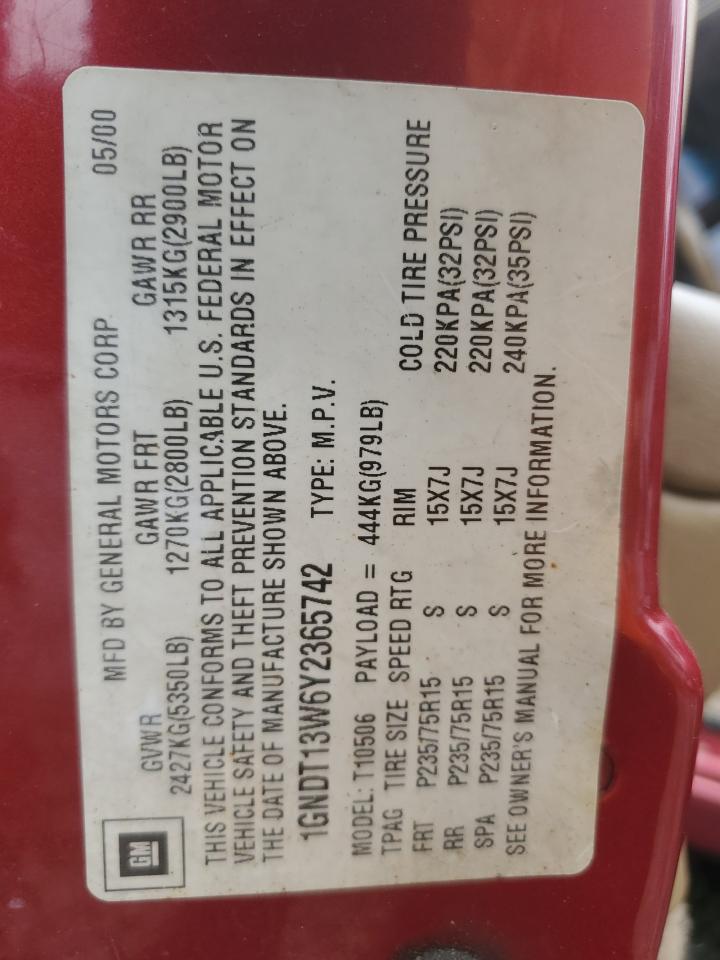 GM
MFD BY GENERAL MOTORS CORP 05/00
GVWR GAWR FRT GAWR RR
2427KG(5350LB) 1270KG(2800LB) 1315KG(2900LB)
THIS VEHICLE CONFORMS TO ALL APPLICABLE U.S. FEDERAL MOTOR
VEHICLE SAFETY AND THEFT PREVENTION STANDARDS IN EFFECT ON
THE DATE OF MANUFACTURE SHOWN ABOVE.
1GNDT13W6Y2365742 TYPE: M.P.V.
MODEL: T10506 PAYLOAD = 444KG(979LB)
TPAG TIRE SIZE SPEED RTG RIM COLD TIRE PRESSURE
FRT P235/75R15 S 15X7J 220KPA(32PSI)
RR P235/75R15 S 15X7J 220KPA(32PSI)
SPA P235/75R15 S 15X7J 240KPA(35PSI)
SEE OWNER'S MANUAL FOR MORE INFORMATION.